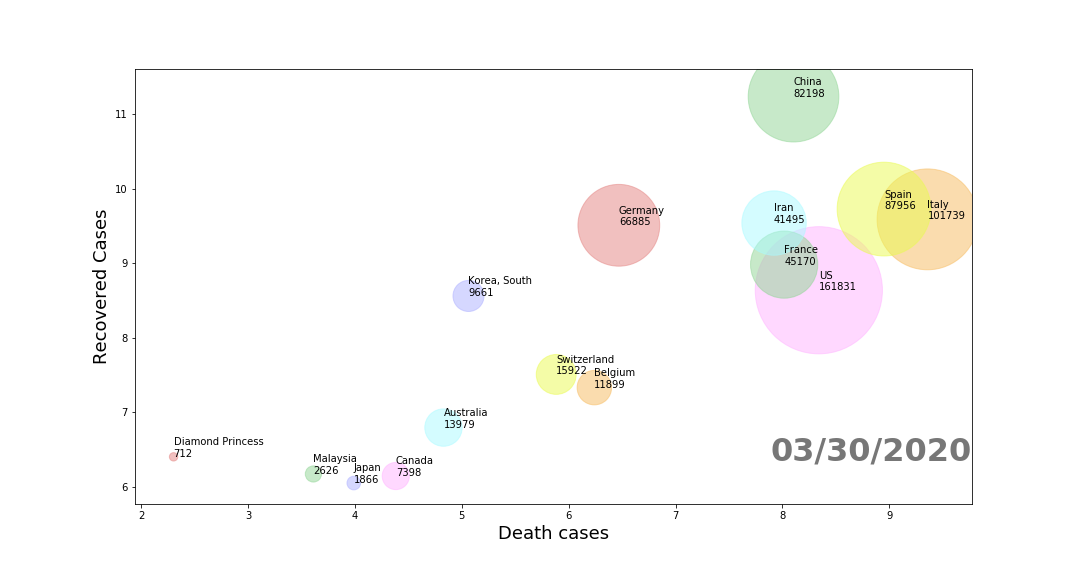 China
82198
11
10
Spain
87956
Italy
101739
Iran
41495
Germany
66885
9
France
45170
US
161831
Korea, South
9661
8
Switzerland
15922
Belgium
11899
7
Australia
13979
Diamond Princess
712
Malaysia
2626
Japan
1866
Canada
7398
03/30/2020
6
2 3 4 5 6 7 8 9
Death cases
Recovered Cases